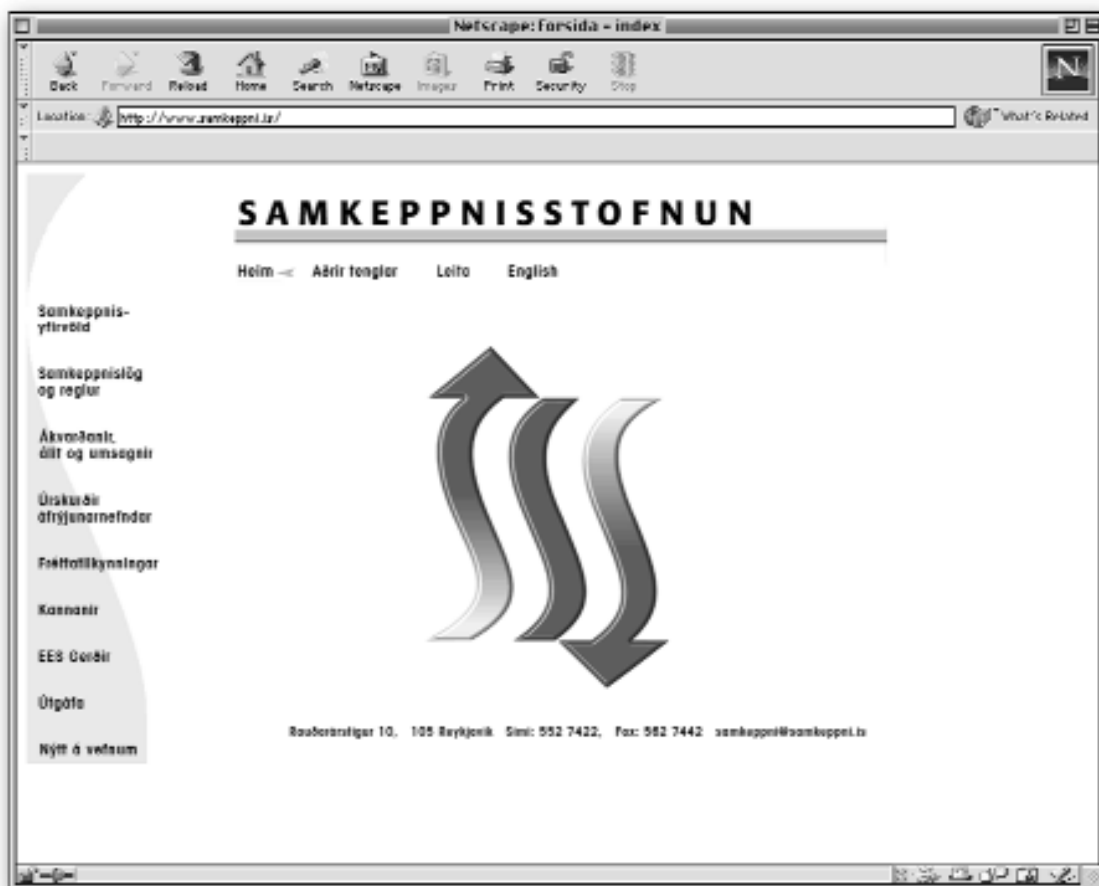 Netscape: forsida - index
Back Forward Reload Home Search Netscape Images Print Security Stop
Location: http://www.samkeppni.is/ What's Related
SAMKEPPNISSTOFNUN
Heim Aðrir tenglar Leita English
Samkeppnis-
yfirvöld
Samkeppnislög
og reglur
Ákvarðanir,
álit og umsagnir
Úrskurðir
áfrýjunarnefndar
Fréttatilkynningar
Kannanir
EES Gerðir
Útgáfa
Nýtt á vefnum
Rauðarárstígur 10, 105 Reykjavík Sími: 552 7422, Fax: 562 7442 samkeppni@samkeppni.is